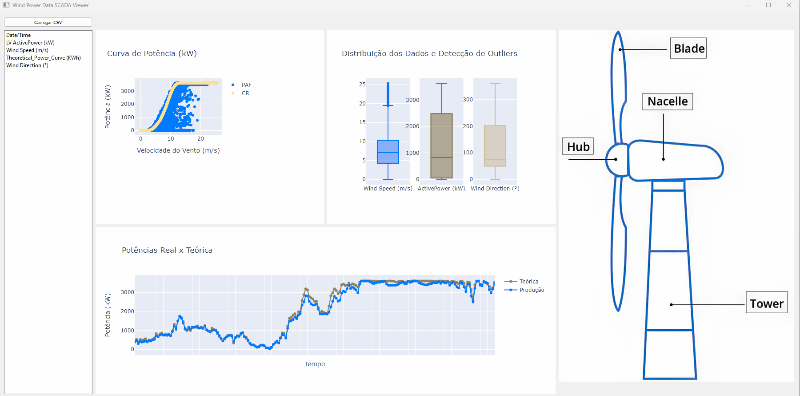 Wind Power Data SCADA Viewer
Carregar CSV
Date/Time
LV ActivePower (kW)
Wind Speed (m/s)
Theoretical_Power_Curve (KWh)
Wind Direction (°)
Curva de Potência (kW)
Potência (kW)
3000
2000
1000
0
0
10
20
Velocidade do Vento (m/s)
PAF
CR
Distribuição dos Dados e Detecção de Outliers
25
20
15
10
5
0
Wind Speed (m/s)
3000
2000
1000
0
ActivePower (kW)
300
200
100
0
Wind Direction (°)
Potências Real x Teórica
Potência (kW)
3000
2000
1000
0
Tempo
Teórica
Produção
Blade
Nacelle
Hub
Tower